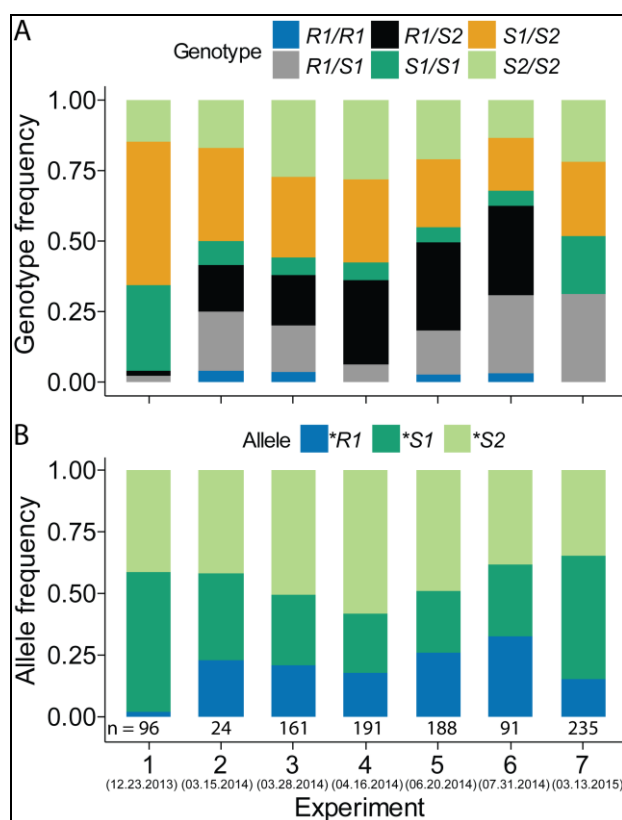 A
Genotype R1/R1 R1/S2 S1/S2
R1/S1 S1/S1 S2/S2
Genotype frequency
1.00
0.75
0.50
0.25
0.00
B
Allele *R1 *S1 *S2
Allele frequency
1.00
0.75
0.50
0.25
0.00
n = 96 24 161 191 188 91 235
1 2 3 4 5 6 7
(12.23.2013) (03.15.2014) (03.28.2014) (04.16.2014) (06.20.2014) (07.31.2014) (03.13.2015)
Experiment